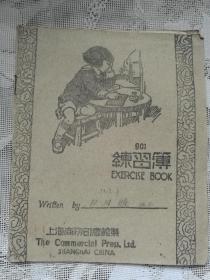 901
練習簿
EXERCISE BOOK
Written by
上海商務印書館製
The Commercial Press, Ltd.
SHANGHAI CHINA